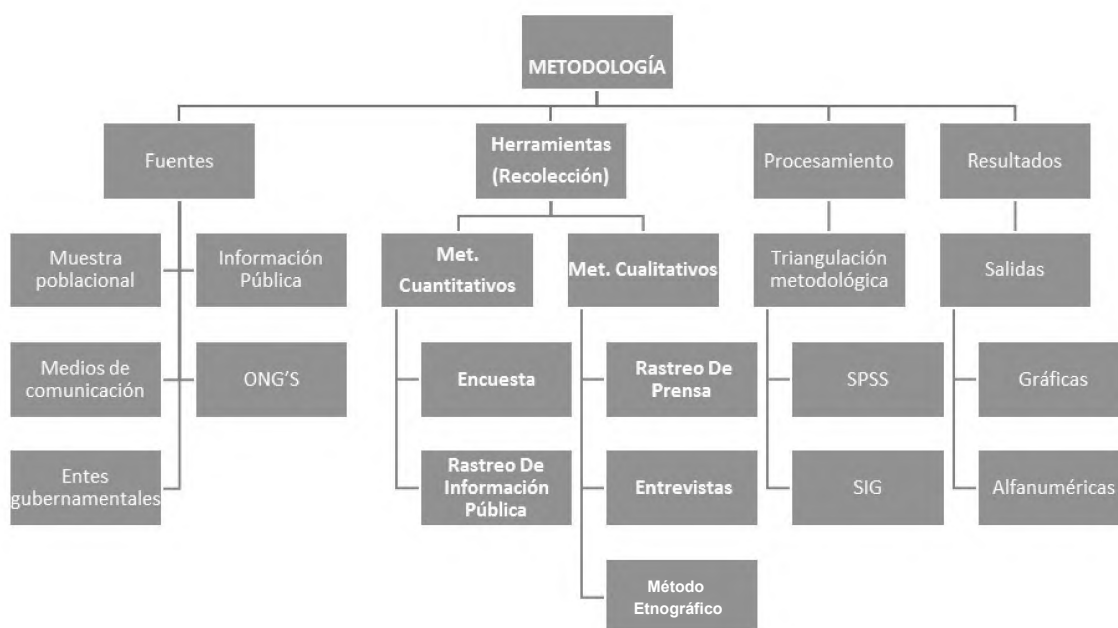 METODOLOGÍA
Fuentes
Herramientas
(Recolección)
Procesamiento
Resultados
Muestra
poblacional
Información
Pública
Met.
Cuantitativos
Met. Cualitativos
Triangulación
metodológica
Salidas
Medios de
comunicación
ONG'S
Encuesta
Rastreo De
Prensa
SPSS
Gráficas
Entes
gubernamentales
Rastreo De
Información
Pública
Entrevistas
SIG
Alfanuméricas
Método
Etnográfico